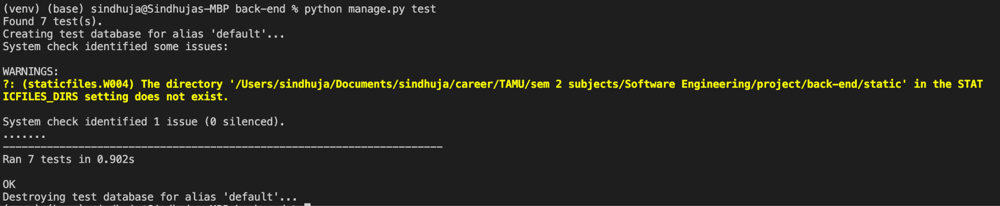 (venv) (base) sindhuja@Sindhujas-MBP back-end % python manage.py test
Found 7 test(s).
Creating test database for alias 'default'...
System check identified some issues:
WARNINGS:
?: (staticfiles.W004) The directory '/Users/sindhuja/Documents/sindhuja/career/TAMU/sem 2 subjects/Software Engineering/project/back-end/static' in the STAT
ICFILES_DIRS setting does not exist.
System check identified 1 issue (0 silenced).
.......
----------------------------------------------------------------------
Ran 7 tests in 0.902s
OK
Destroying test database for alias 'default'...